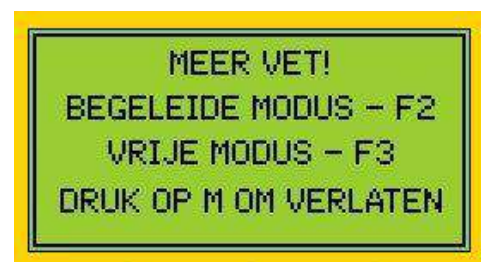 MEER VET!
BEGELEIDE MODUS - F2
VRIJE MODUS - F3
DRUK OP M OM VERLATEN